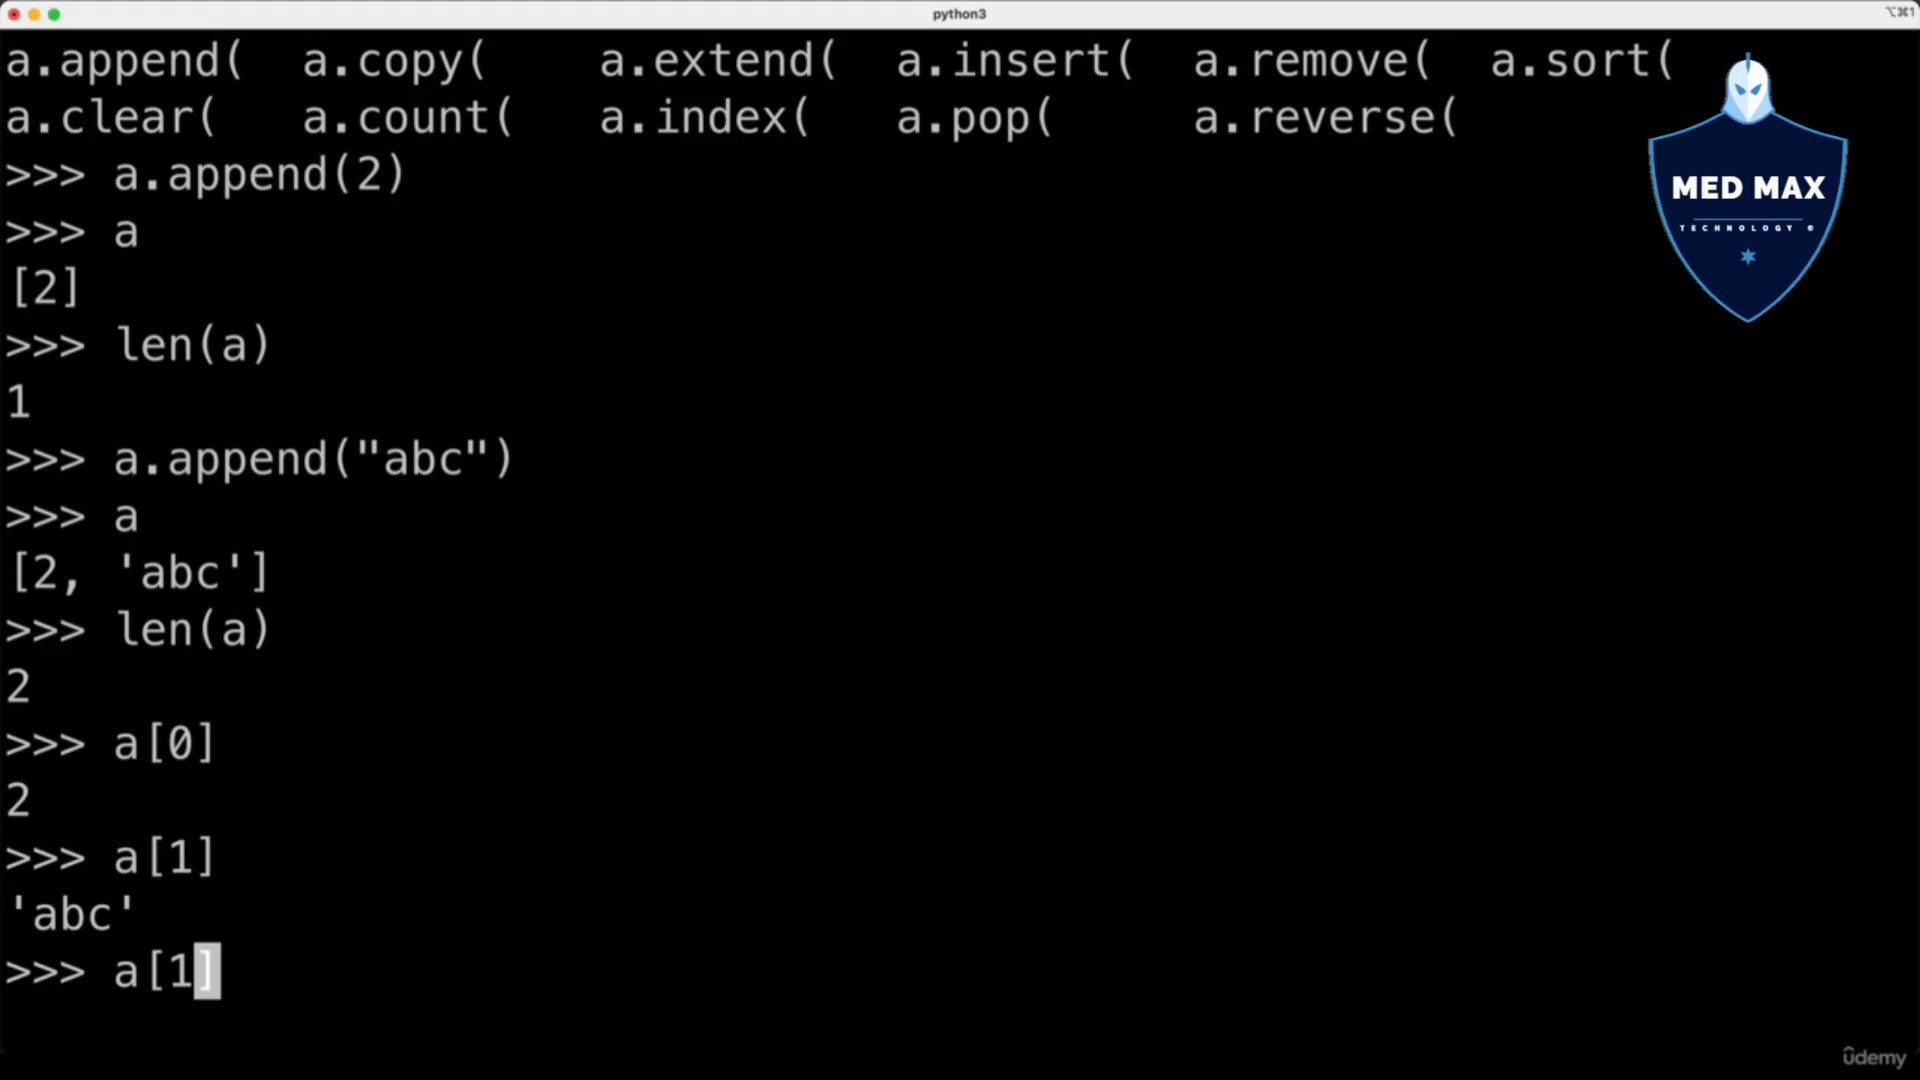 python3
⌥⌘1
a.append(  a.copy(    a.extend(  a.insert(  a.remove(  a.sort(
a.clear(   a.count(   a.index(   a.pop(     a.reverse(
>>> a.append(2)
>>> a
[2]
>>> len(a)
1
>>> a.append("abc")
>>> a
[2, 'abc']
>>> len(a)
2
>>> a[0]
2
>>> a[1]
'abc'
>>> a[1]
MED MAX
TECHNOLOGY ®
udemy